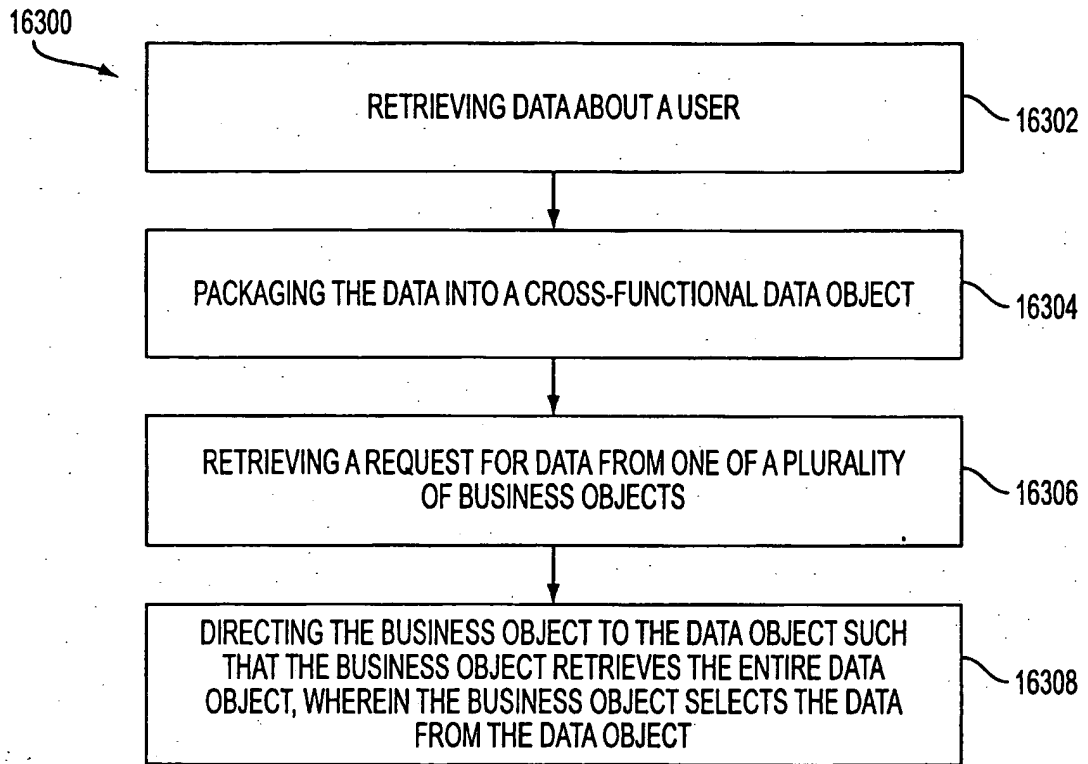 16300
RETRIEVING DATA ABOUT A USER
16302
PACKAGING THE DATA INTO A CROSS-FUNCTIONAL DATA OBJECT
16304
RETRIEVING A REQUEST FOR DATA FROM ONE OF A PLURALITY
OF BUSINESS OBJECTS
16306
DIRECTING THE BUSINESS OBJECT TO THE DATA OBJECT SUCH
THAT THE BUSINESS OBJECT RETRIEVES THE ENTIRE DATA
OBJECT, WHEREIN THE BUSINESS OBJECT SELECTS THE DATA
FROM THE DATA OBJECT
16308